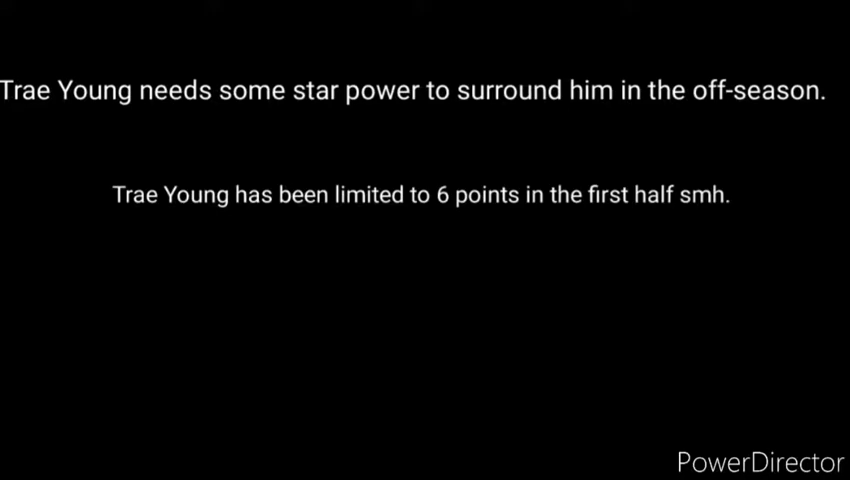 Trae Young needs some star power to surround him in the off-season.
Trae Young has been limited to 6 points in the first half smh.
PowerDirector